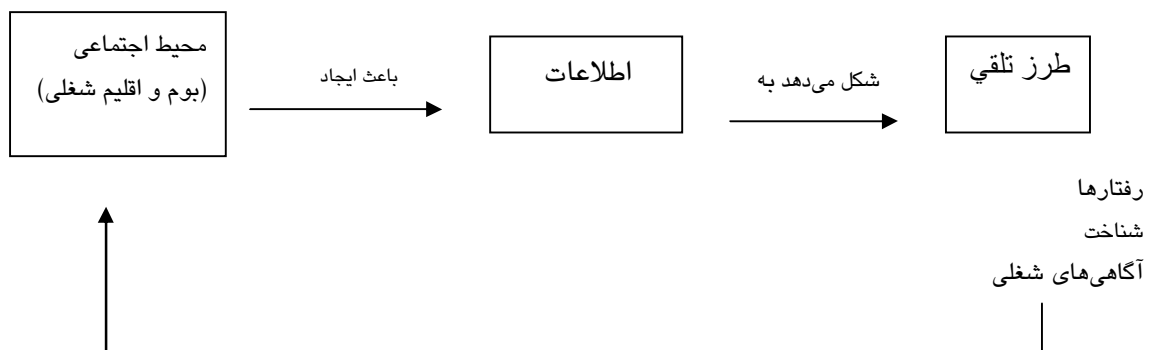 محیط اجتماعی
(بوم و اقلیم شغلی)
باعث ایجاد
اطلاعات
شکل می‌دهد به
طرز تلقي
رفتارها
شناخت
آگاهی‌های شغلی